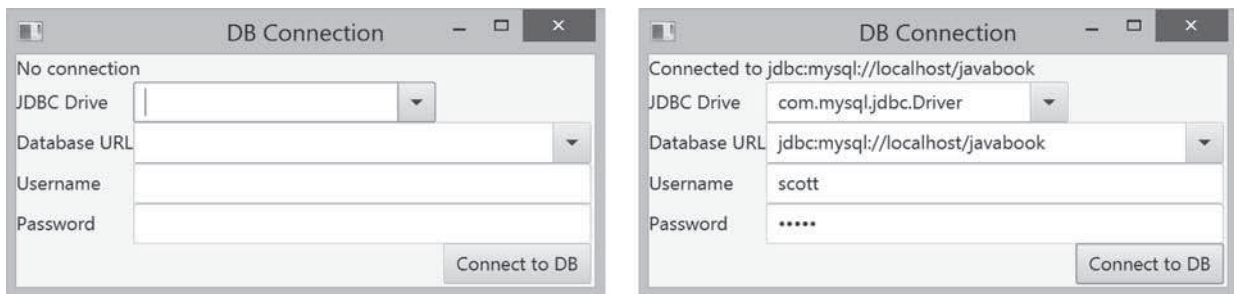 DB Connection
No connection
JDBC Drive
Database URL
Username
Password
Connect to DB
DB Connection
Connected to jdbc:mysql://localhost/javabook
JDBC Drive com.mysql.jdbc.Driver
Database URL jdbc:mysql://localhost/javabook
Username scott
Password •••••
Connect to DB